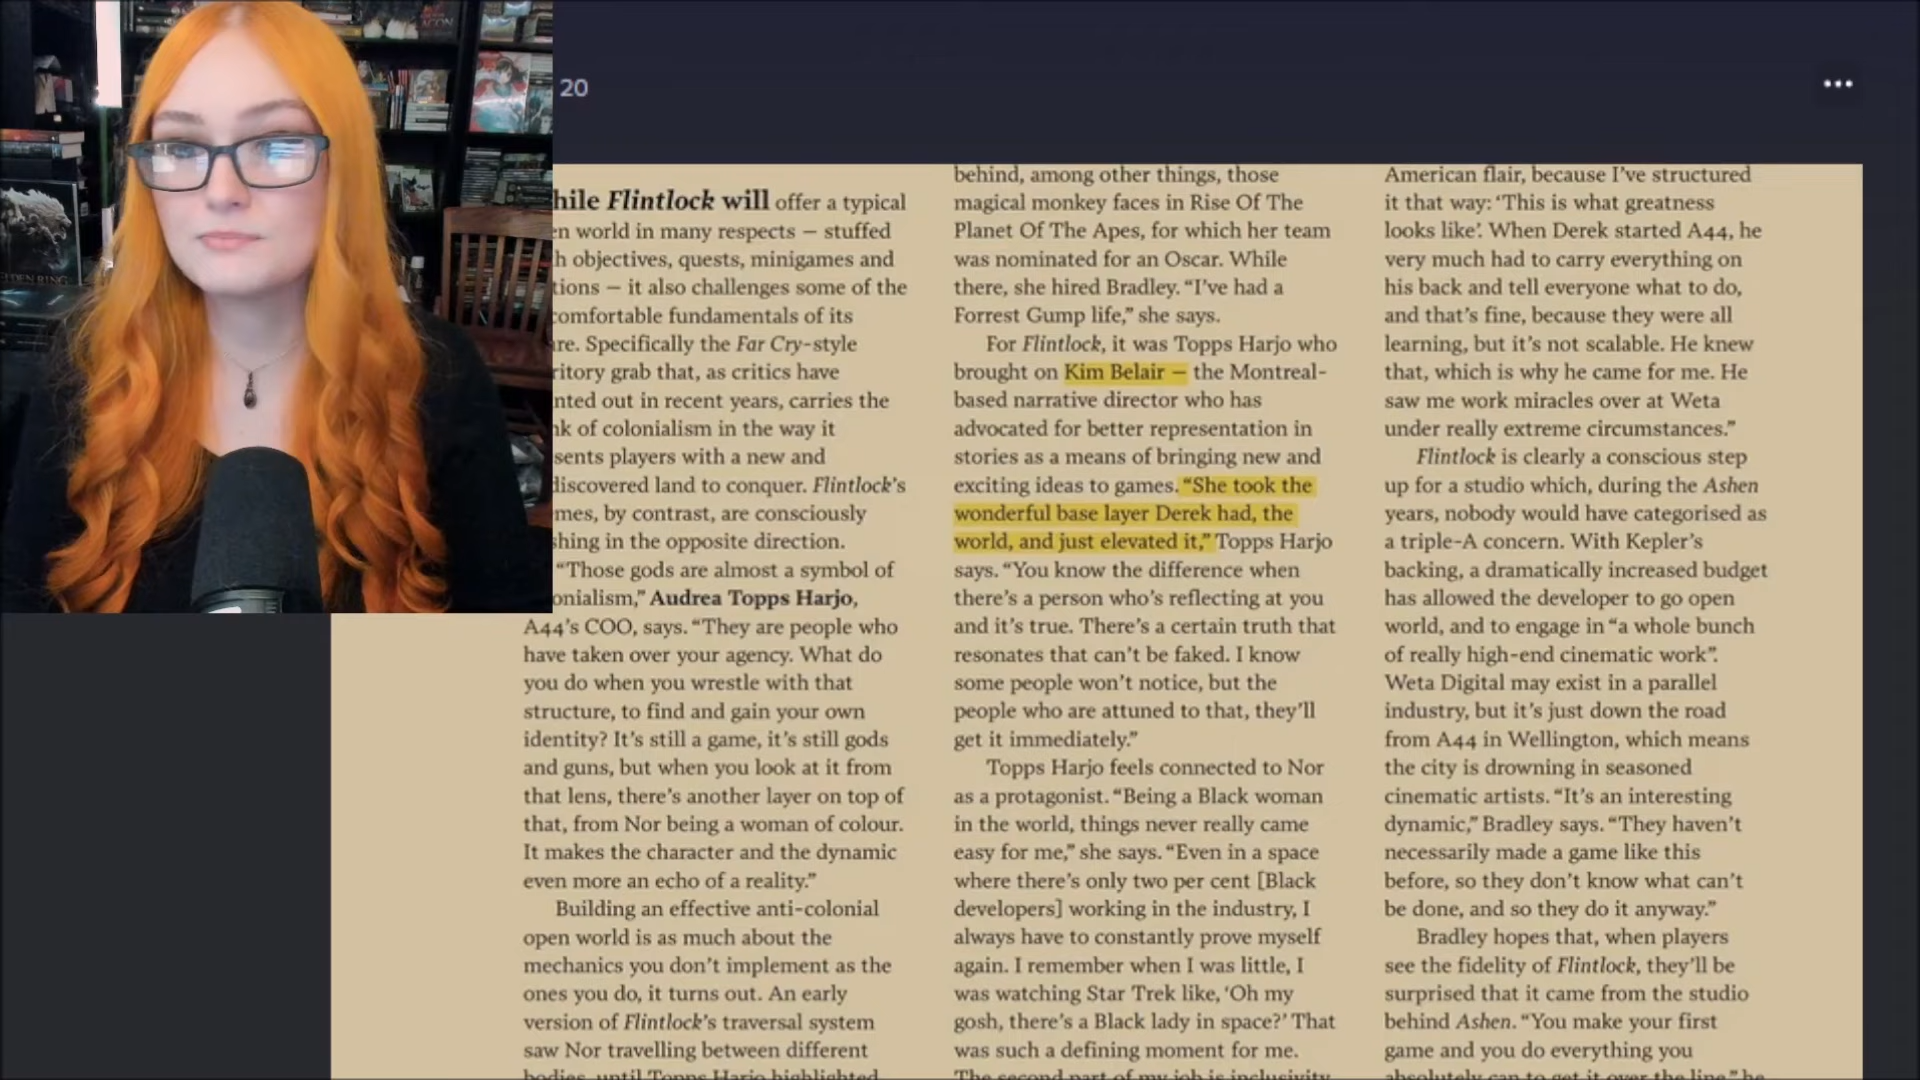 ELDEN RING
20
hile Flintlock will offer a typical
en world in many respects — stuffed
h objectives, quests, minigames and
tions — it also challenges some of the
comfortable fundamentals of its
re. Specifically the Far Cry-style
ritory grab that, as critics have
nted out in recent years, carries the
nk of colonialism in the way it
sents players with a new and
discovered land to conquer. Flintlock's
mes, by contrast, are consciously
shing in the opposite direction.
“Those gods are almost a symbol of
onialism,” Audrea Topps Harjo,
A44's COO, says. “They are people who
have taken over your agency. What do
you do when you wrestle with that
structure, to find and gain your own
identity? It's still a game, it's still gods
and guns, but when you look at it from
that lens, there's another layer on top of
that, from Nor being a woman of colour.
It makes the character and the dynamic
even more an echo of a reality.”
Building an effective anti-colonial
open world is as much about the
mechanics you don't implement as the
ones you do, it turns out. An early
version of Flintlock's traversal system
saw Nor travelling between different
bodies, until Topps Harjo highlighted
behind, among other things, those
magical monkey faces in Rise Of The
Planet Of The Apes, for which her team
was nominated for an Oscar. While
there, she hired Bradley. “I've had a
Forrest Gump life,” she says.
For Flintlock, it was Topps Harjo who
brought on Kim Belair — the Montreal-
based narrative director who has
advocated for better representation in
stories as a means of bringing new and
exciting ideas to games. “She took the
wonderful base layer Derek had, the
world, and just elevated it,” Topps Harjo
says. “You know the difference when
there's a person who's reflecting at you
and it's true. There's a certain truth that
resonates that can't be faked. I know
some people won't notice, but the
people who are attuned to that, they'll
get it immediately.”
Topps Harjo feels connected to Nor
as a protagonist. “Being a Black woman
in the world, things never really came
easy for me,” she says. “Even in a space
where there's only two per cent [Black
developers] working in the industry, I
always have to constantly prove myself
again. I remember when I was little, I
was watching Star Trek like, ‘Oh my
gosh, there's a Black lady in space?’ That
was such a defining moment for me.
The second part of my job is inclusivity
American flair, because I've structured
it that way: ‘This is what greatness
looks like’. When Derek started A44, he
very much had to carry everything on
his back and tell everyone what to do,
and that's fine, because they were all
learning, but it's not scalable. He knew
that, which is why he came for me. He
saw me work miracles over at Weta
under really extreme circumstances.”
Flintlock is clearly a conscious step
up for a studio which, during the Ashen
years, nobody would have categorised as
a triple-A concern. With Kepler's
backing, a dramatically increased budget
has allowed the developer to go open
world, and to engage in “a whole bunch
of really high-end cinematic work”.
Weta Digital may exist in a parallel
industry, but it's just down the road
from A44 in Wellington, which means
the city is drowning in seasoned
cinematic artists. “It's an interesting
dynamic,” Bradley says. “They haven't
necessarily made a game like this
before, so they don't know what can't
be done, and so they do it anyway.”
Bradley hopes that, when players
see the fidelity of Flintlock, they'll be
surprised that it came from the studio
behind Ashen. “You make your first
game and you do everything you
absolutely can to get it over the line,” he